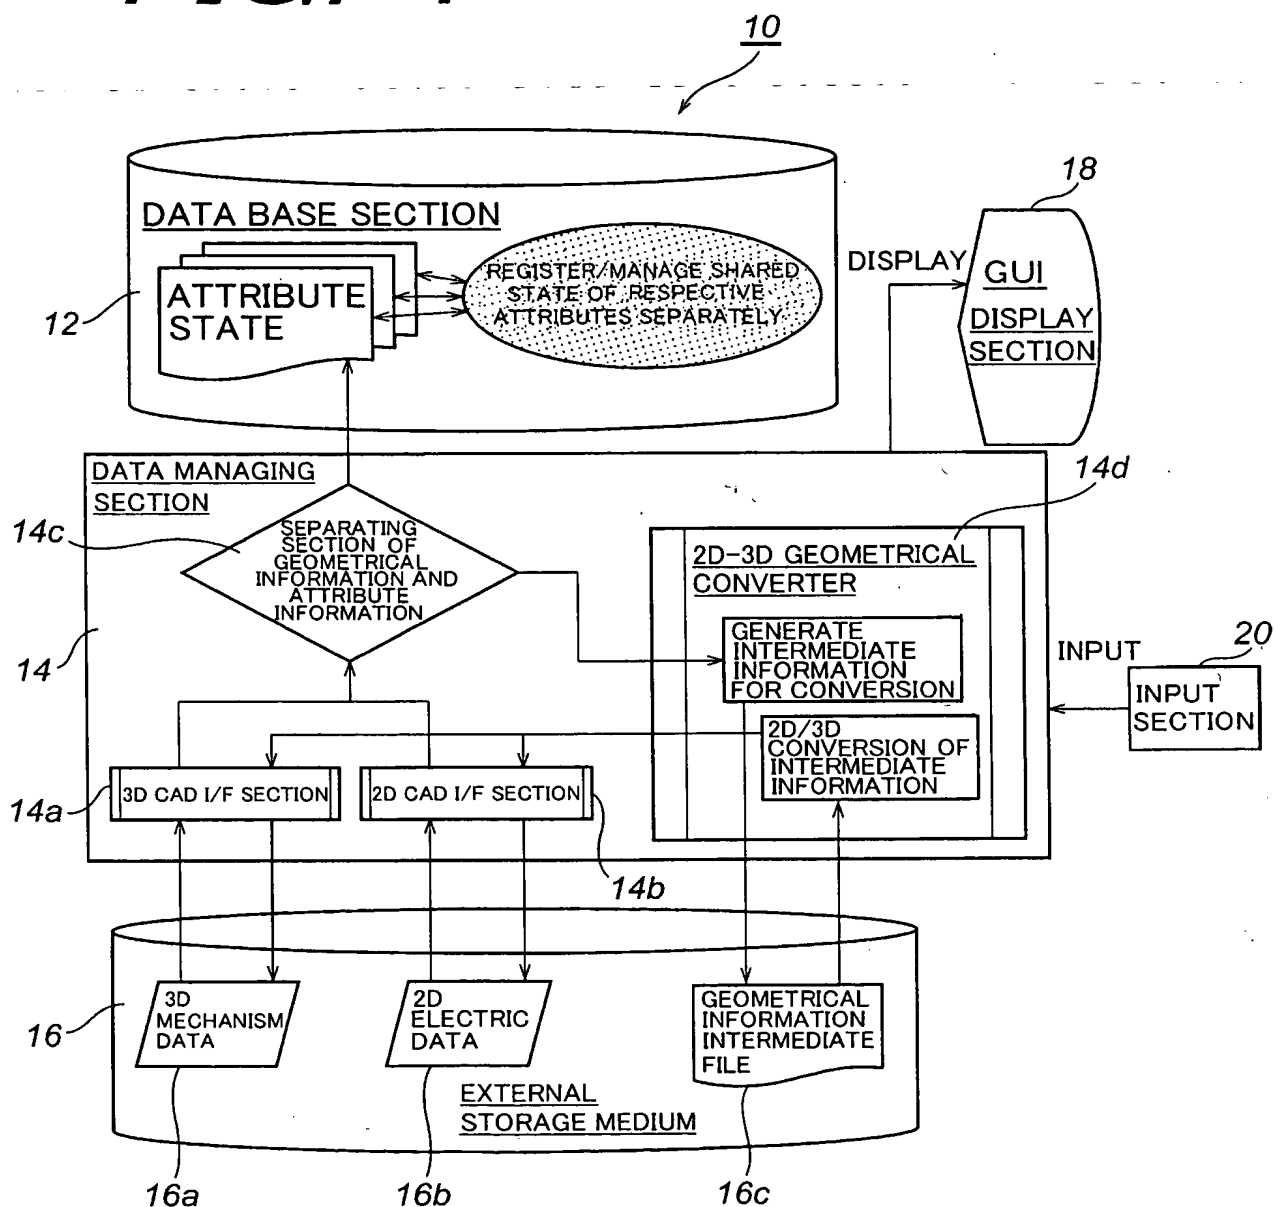 10
DATA BASE SECTION
ATTRIBUTE
STATE
REGISTER/MANAGE SHARED
STATE OF RESPECTIVE
ATTRIBUTES SEPARATELY
12
DISPLAY
18
GUI
DISPLAY
SECTION
DATA MANAGING
SECTION
14c
SEPARATING
SECTION OF
GEOMETRICAL
INFORMATION AND
ATTRIBUTE
INFORMATION
14d
2D-3D GEOMETRICAL
CONVERTER
GENERATE
INTERMEDIATE
INFORMATION
FOR CONVERSION
14
INPUT
20
INPUT
SECTION
2D/3D
CONVERSION OF
INTERMEDIATE
INFORMATION
14a
3D CAD I/F SECTION
2D CAD I/F SECTION
14b
16
3D
MECHANISM
DATA
2D
ELECTRIC
DATA
GEOMETRICAL
INFORMATION
INTERMEDIATE
FILE
EXTERNAL
STORAGE MEDIUM
16a
16b
16c